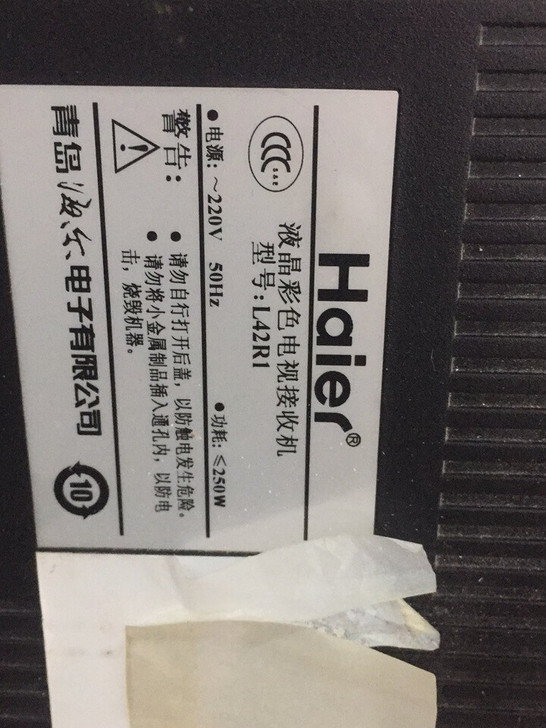 Haier®
CCC
S&E
液晶彩色电视接收机
型号:L42R1
●电源:~220V 50Hz ●功耗:≤250W
警告:
● 请勿自行打开后盖,以防触电发生危险。
● 请勿将小金属制品插入通孔内,以防电
击,烧毁机器。
青岛海尔电子有限公司
10